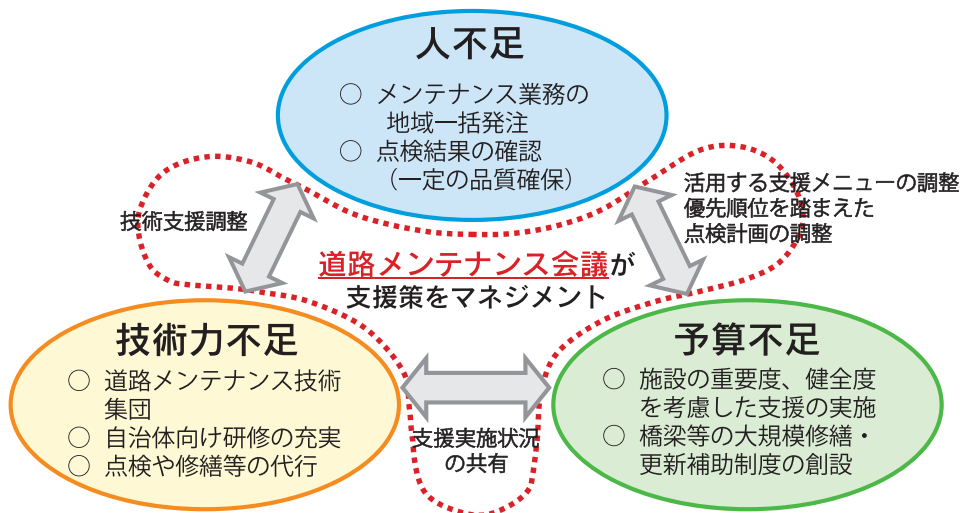 人不足
○ メンテナンス業務の
地域一括発注
○ 点検結果の確認
（一定の品質確保）
技術支援調整
活用する支援メニューの調整
優先順位を踏まえた
点検計画の調整
道路メンテナンス会議が
支援策をマネジメント
技術力不足
○ 道路メンテナンス技術
集団
○ 自治体向け研修の充実
○ 点検や修繕等の代行
支援実施状況
の共有
予算不足
○ 施設の重要度、健全度
を考慮した支援の実施
○ 橋梁等の大規模修繕・
更新補助制度の創設